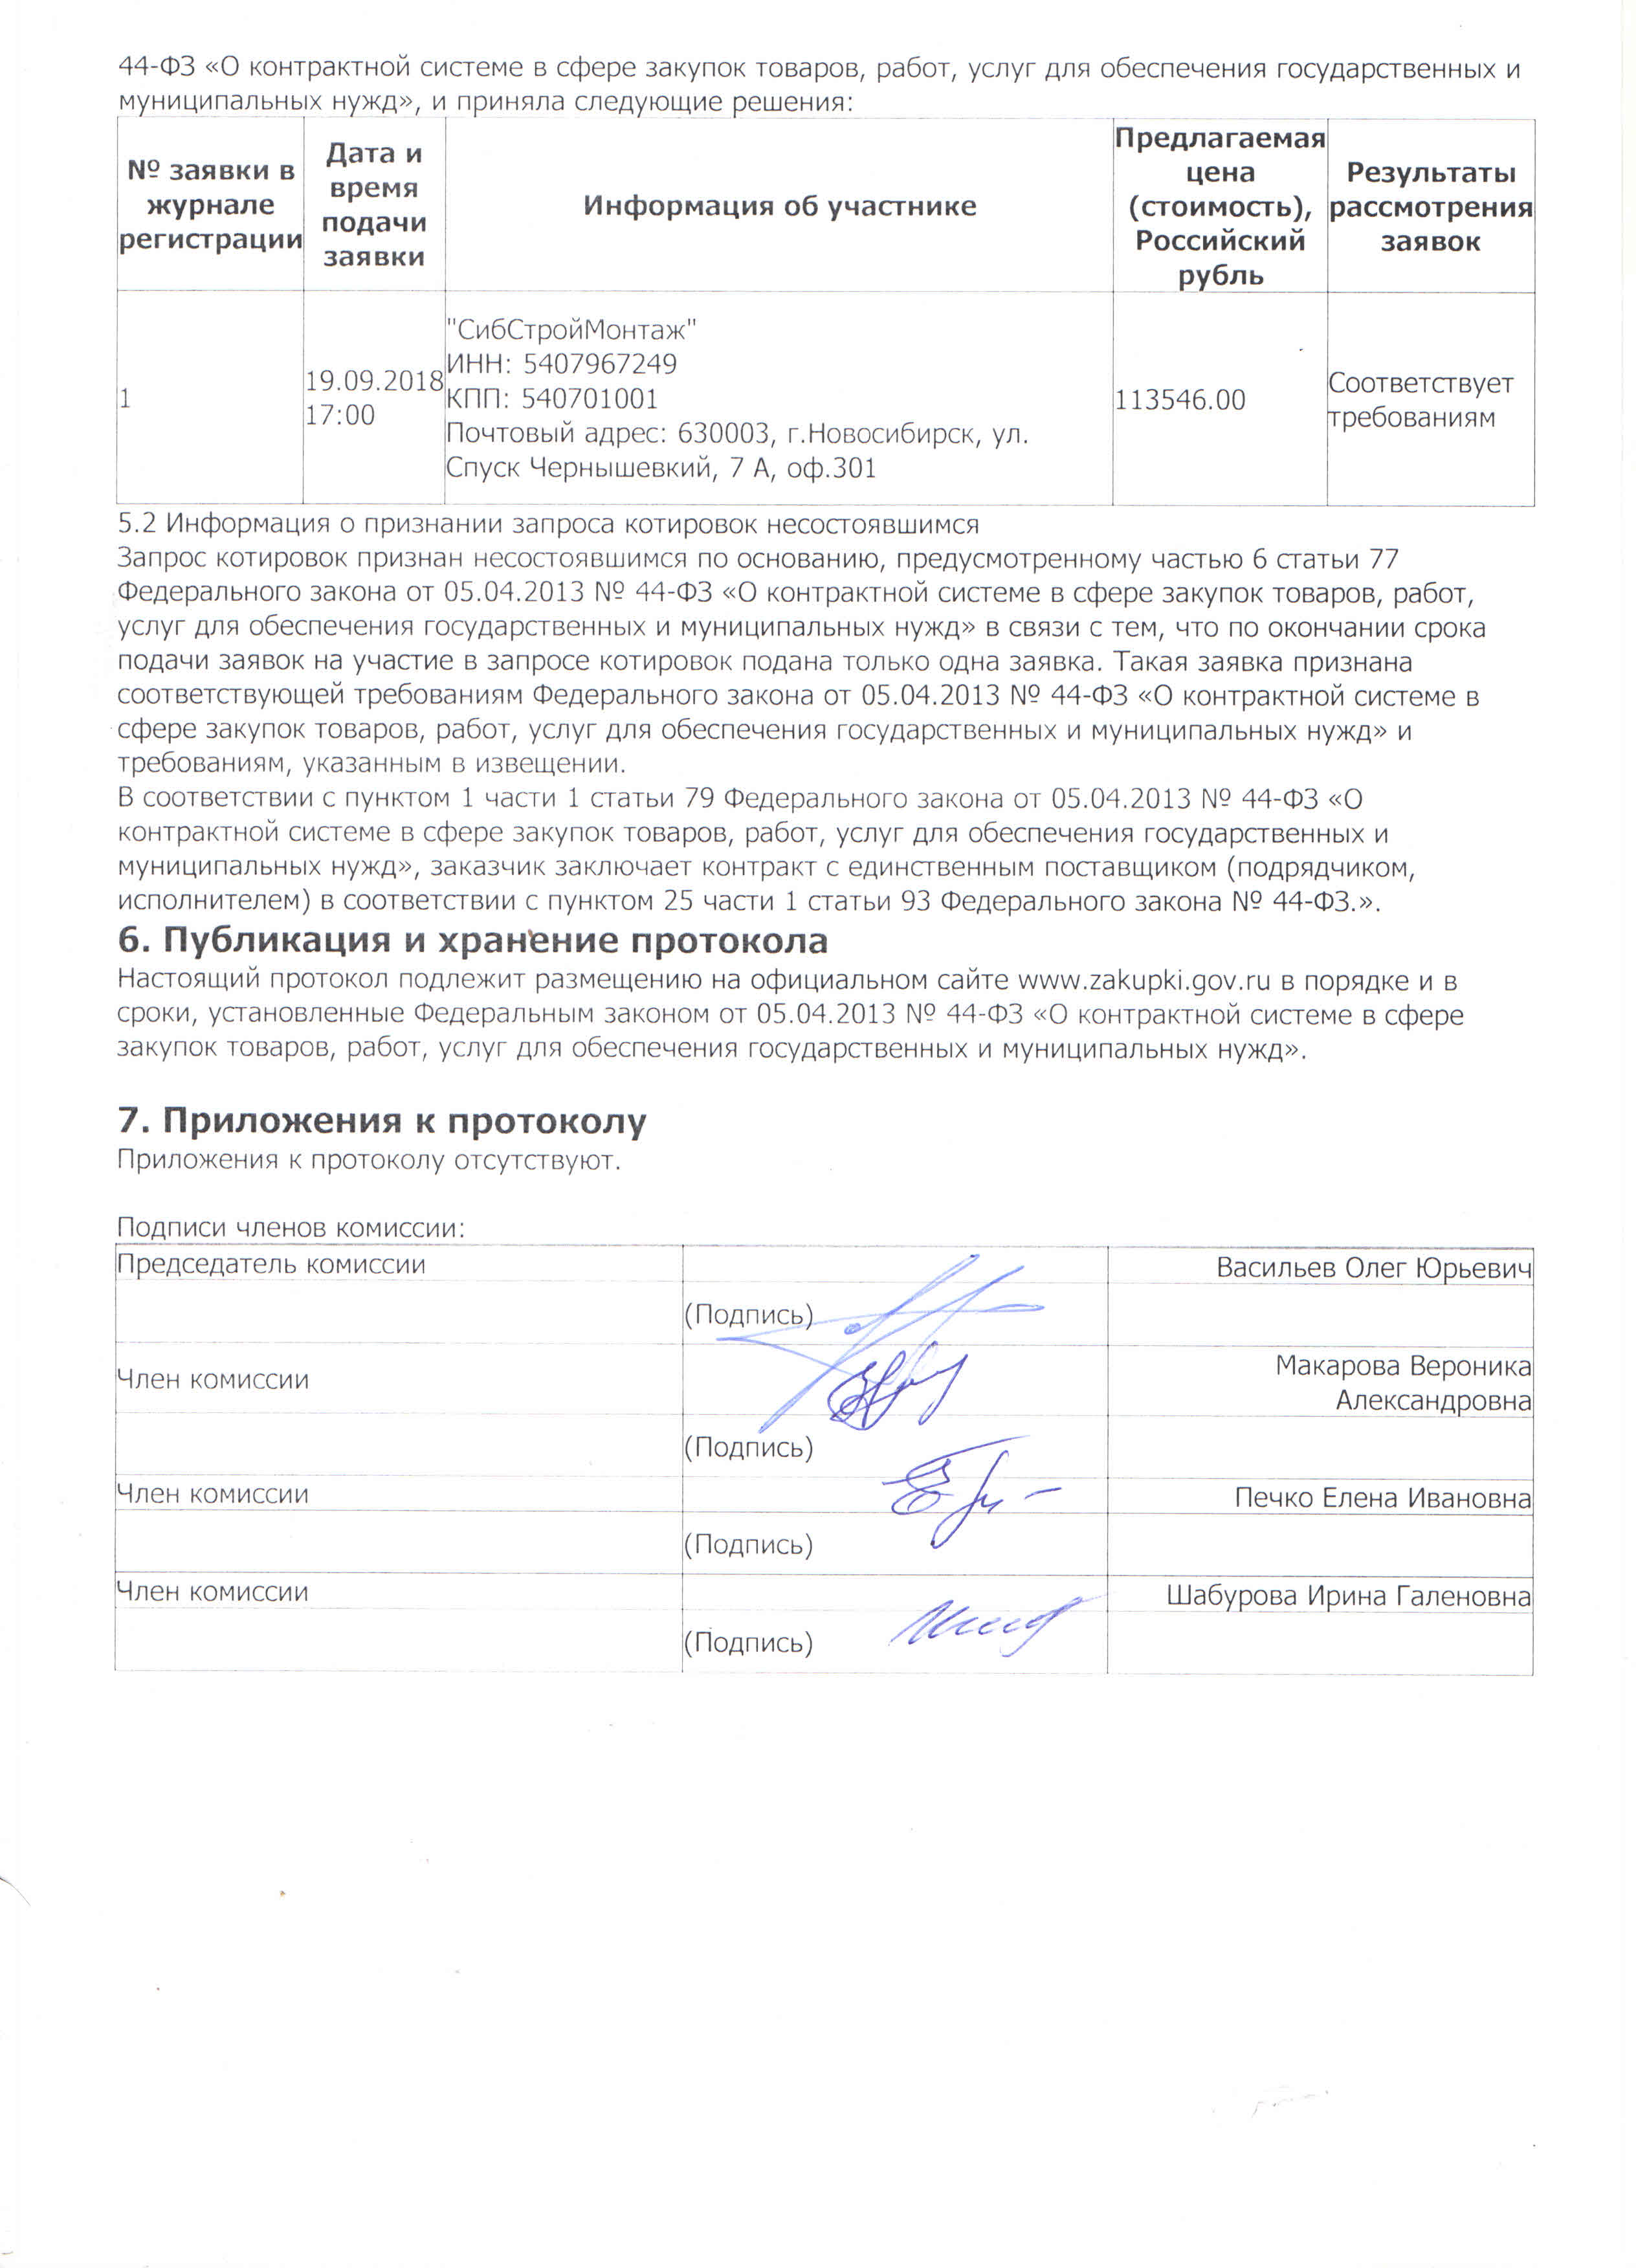 44-ФЗ «О контрактной системе в сфере закупок товаров, работ, услуг для обеспечения государственных и
муниципальных нужд», и приняла следующие решения:
№ заявки в
журнале
регистрации
Дата и
время
подачи
заявки
Информация об участнике
Предлагаемая
цена
(стоимость),
Российский
рубль
Результаты
рассмотрения
заявок
1
19.09.2018
17:00
"СибСтройМонтаж"
ИНН: 5407967249
КПП: 540701001
Почтовый адрес: 630003, г.Новосибирск, ул.
Спуск Чернышевкий, 7 А, оф.301
113546.00
Соответствует
требованиям
5.2 Информация о признании запроса котировок несостоявшимся
Запрос котировок признан несостоявшимся по основанию, предусмотренному частью 6 статьи 77
Федерального закона от 05.04.2013 № 44-ФЗ «О контрактной системе в сфере закупок товаров, работ,
услуг для обеспечения государственных и муниципальных нужд» в связи с тем, что по окончании срока
подачи заявок на участие в запросе котировок подана только одна заявка. Такая заявка признана
соответствующей требованиям Федерального закона от 05.04.2013 № 44-ФЗ «О контрактной системе в
сфере закупок товаров, работ, услуг для обеспечения государственных и муниципальных нужд» и
требованиям, указанным в извещении.
В соответствии с пунктом 1 части 1 статьи 79 Федерального закона от 05.04.2013 № 44-ФЗ «О
контрактной системе в сфере закупок товаров, работ, услуг для обеспечения государственных и
муниципальных нужд», заказчик заключает контракт с единственным поставщиком (подрядчиком,
исполнителем) в соответствии с пунктом 25 части 1 статьи 93 Федерального закона № 44-ФЗ.».
6. Публикация и хранение протокола
Настоящий протокол подлежит размещению на официальном сайте www.zakupki.gov.ru в порядке и в
сроки, установленные Федеральным законом от 05.04.2013 № 44-ФЗ «О контрактной системе в сфере
закупок товаров, работ, услуг для обеспечения государственных и муниципальных нужд».
7. Приложения к протоколу
Приложения к протоколу отсутствуют.
Подписи членов комиссии:
Председатель комиссии
Васильев Олег Юрьевич
(Подпись)
Член комиссии
Макарова Вероника
Александровна
(Подпись)
Член комиссии
Печко Елена Ивановна
(Подпись)
Член комиссии
Шабурова Ирина Галеновна
(Подпись)